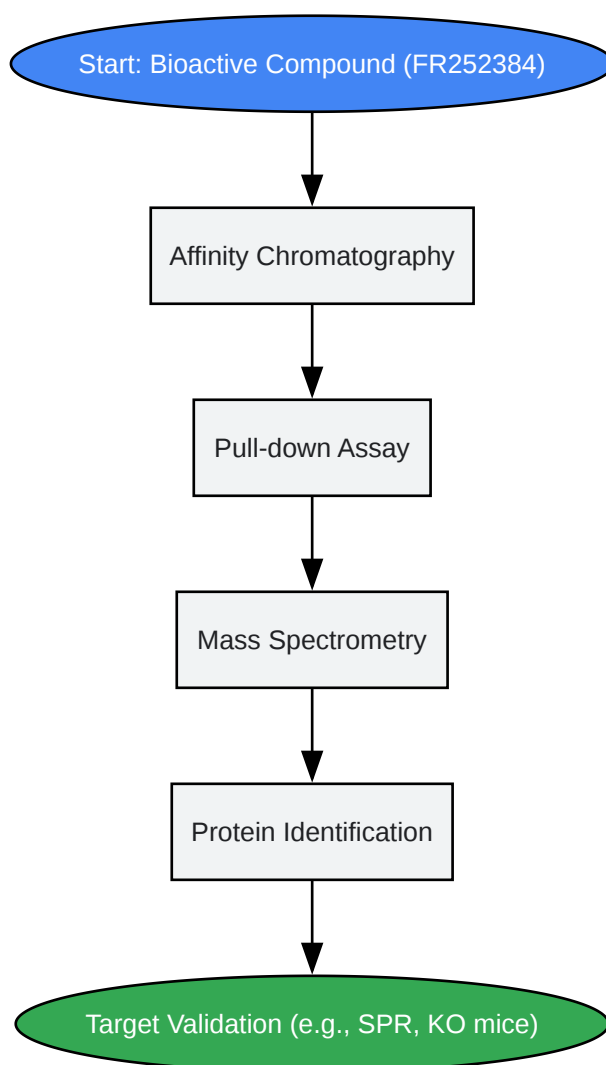 Start: Bioactive Compound (FR252384)
Affinity Chromatography
Pull-down Assay
Mass Spectrometry
Protein Identification
Target Validation (e.g., SPR, KO mice)